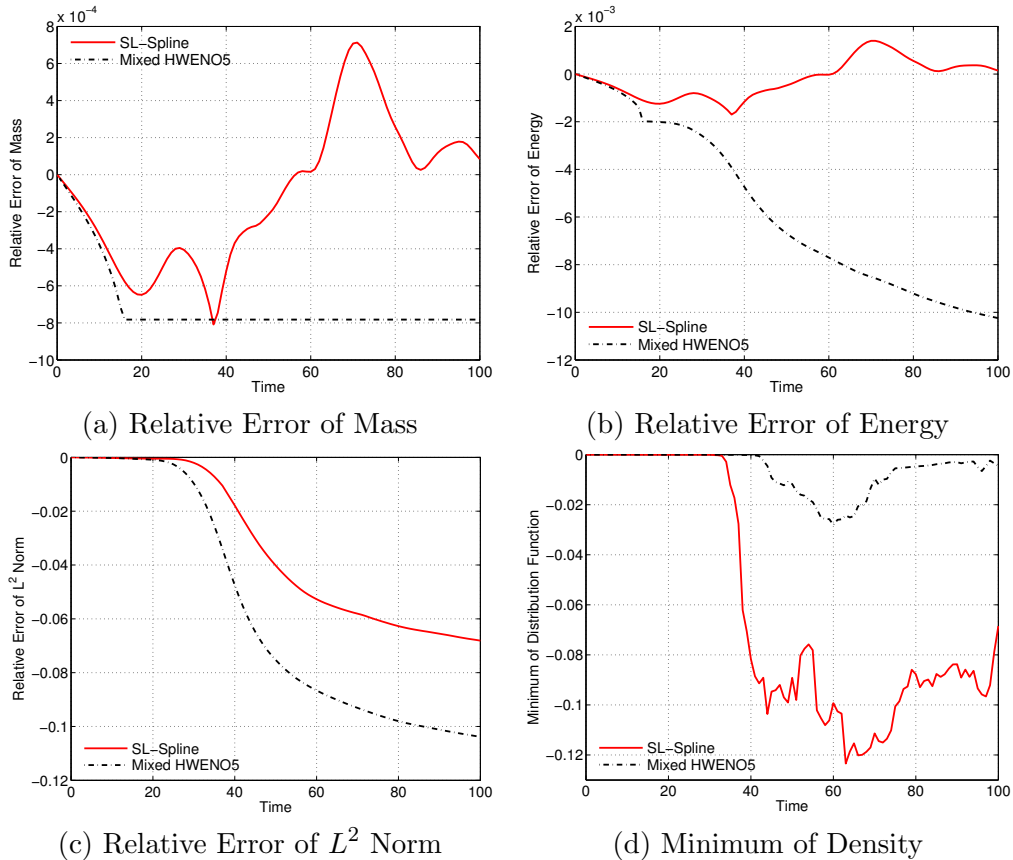 x 10⁻⁴
8
6
4
2
0
−2
−4
−6
−8
−10
0
20
40
60
80
100
Relative Error of Mass
Time
SL−Spline
Mixed HWENO5
(a) Relative Error of Mass
x 10⁻³
2
0
−2
−4
−6
−8
−10
−12
0
20
40
60
80
100
Relative Error of Energy
Time
SL−Spline
Mixed HWENO5
(b) Relative Error of Energy
0
−0.02
−0.04
−0.06
−0.08
−0.1
−0.12
0
20
40
60
80
100
Relative Error of L² Norm
Time
SL−Spline
Mixed HWENO5
(c) Relative Error of L² Norm
0
−0.02
−0.04
−0.06
−0.08
−0.1
−0.12
0
20
40
60
80
100
Minimum of Distribution Function
Time
SL−Spline
Mixed HWENO5
(d) Minimum of Density